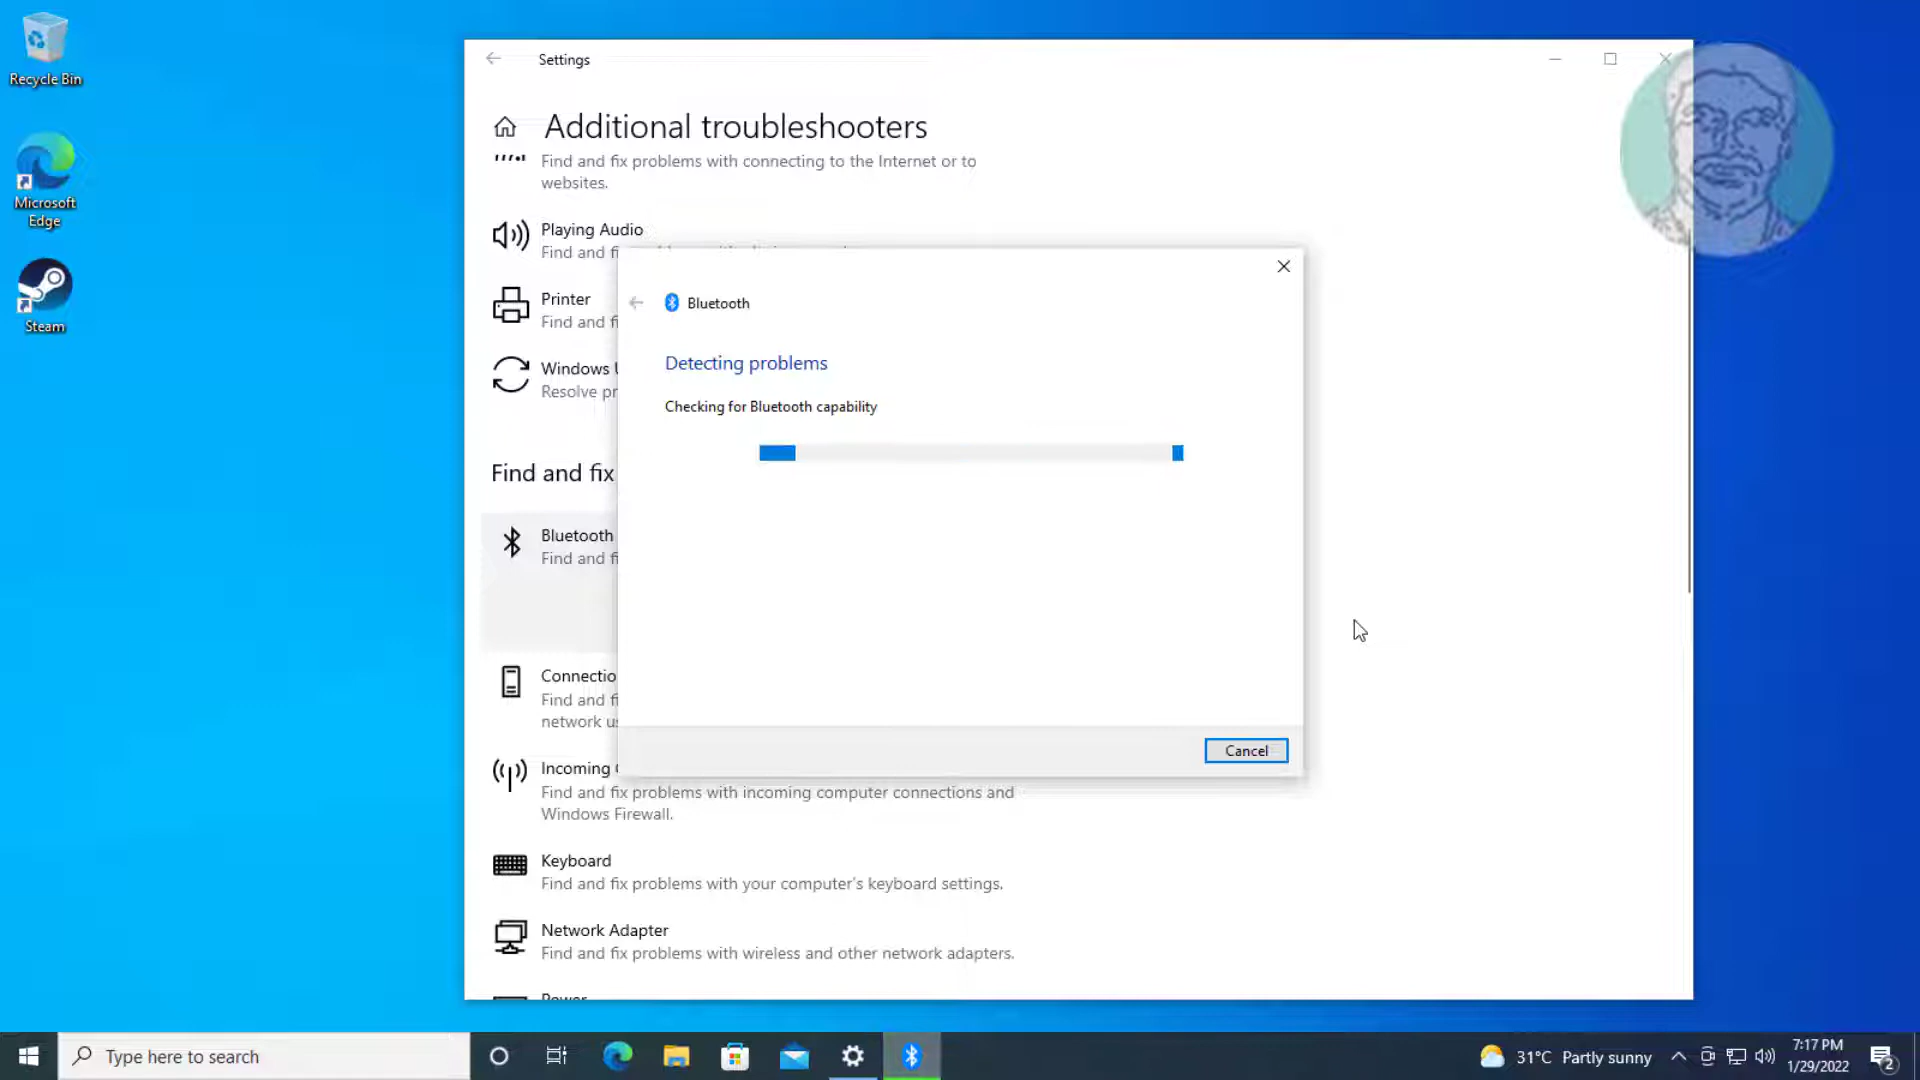 Recycle Bin
Microsoft
Edge
Steam
Settings
Additional troubleshooters
Find and fix problems with connecting to the Internet or to
websites.
Playing Audio
Find and
Printer
Find and
Windows
Resolve
Find and fix
Bluetooth
Find and
Find and
network
Incoming
Find and fix problems with incoming computer connections and
Windows Firewall.
Keyboard
Find and fix problems with your computer's keyboard settings.
Network Adapter
Find and fix problems with wireless and other network adapters.
Power
Bluetooth
Detecting problems
Checking for Bluetooth capability
Cancel
Type here to search
31°C Partly sunny
7:17 PM
1/29/2022
2